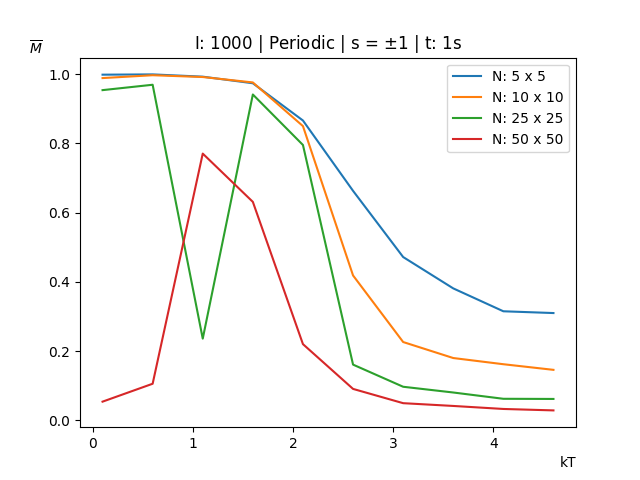 I: 1000 | Periodic | s = ±1 | t: 1s
M̅
1.0
0.8
0.6
0.4
0.2
0.0
N: 5 x 5
N: 10 x 10
N: 25 x 25
N: 50 x 50
0 1 2 3 4
kT